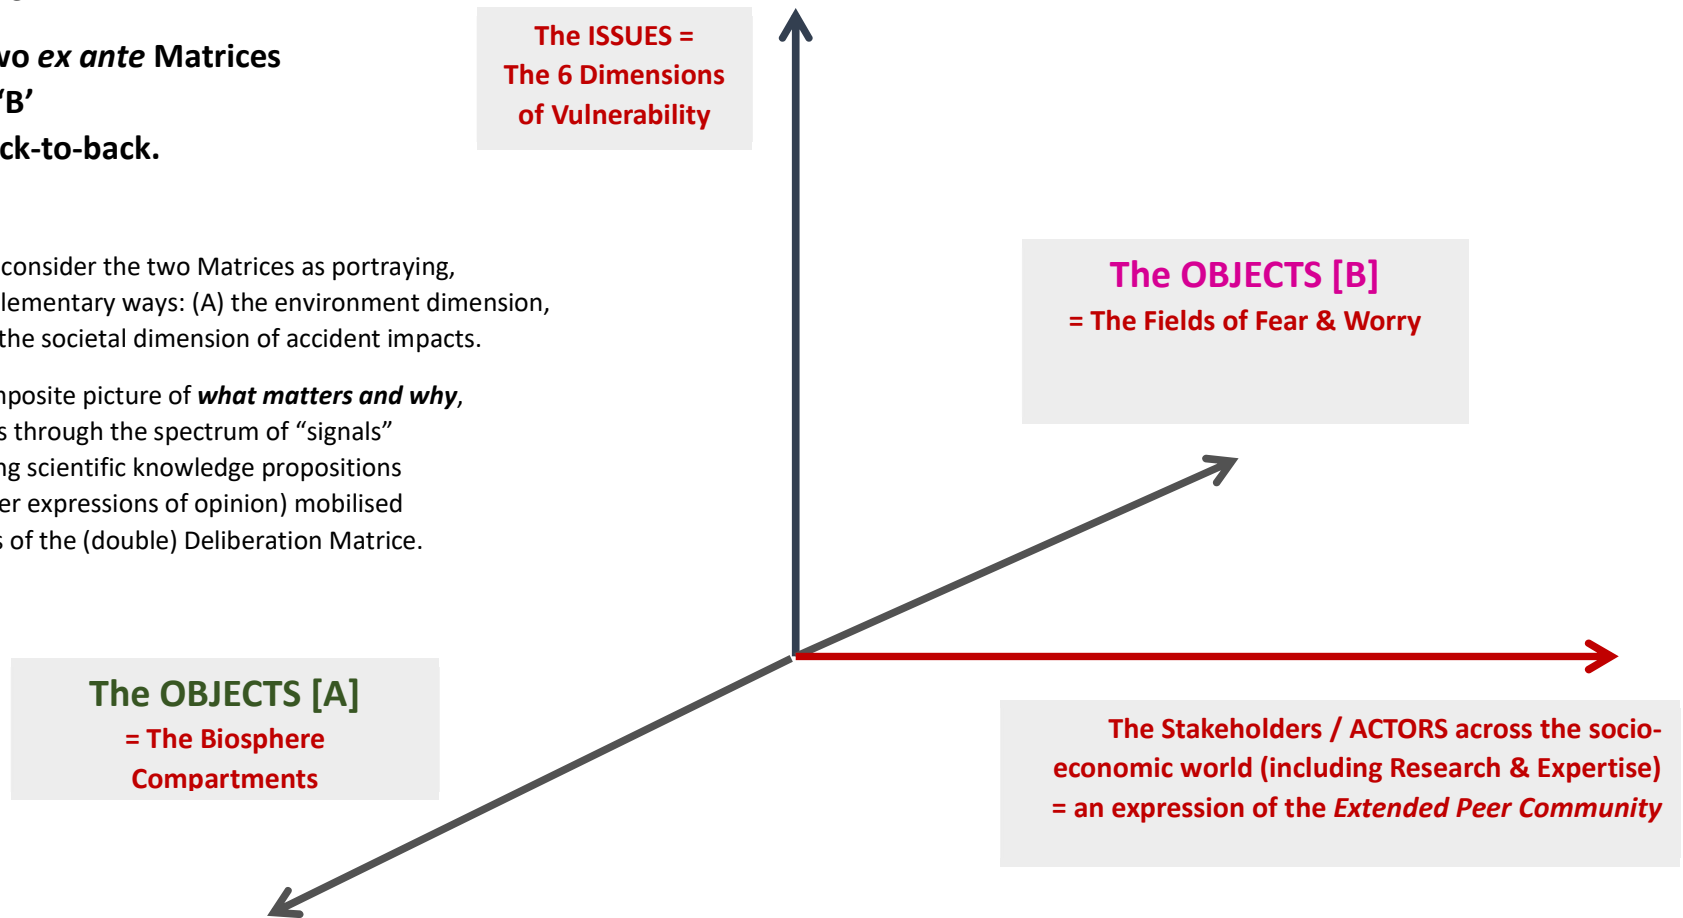 wo ex ante Matrices
‘B’
ck-to-back.
consider the two Matrices as portraying,
lementary ways: (A) the environment dimension,
the societal dimension of accident impacts.
mposite picture of what matters and why,
s through the spectrum of “signals”
ng scientific knowledge propositions
er expressions of opinion) mobilised
s of the (double) Deliberation Matrice.
The ISSUES =
The 6 Dimensions
of Vulnerability
The OBJECTS [B]
= The Fields of Fear & Worry
The OBJECTS [A]
= The Biosphere
Compartments
The Stakeholders / ACTORS across the socio-
economic world (including Research & Expertise)
= an expression of the Extended Peer Community